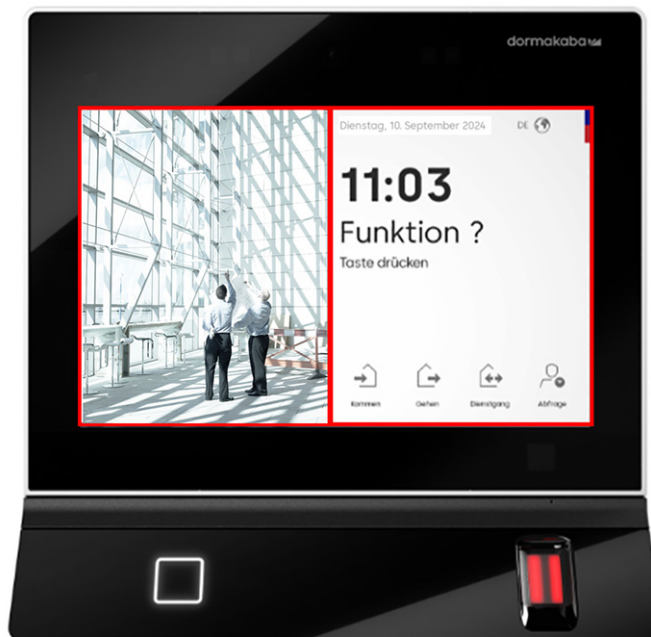 dormakaba
Dienstag, 10. September 2024 DE
11:03
Funktion ?
Taste drücken
Kommen Gehen Dienstgang Abfrage